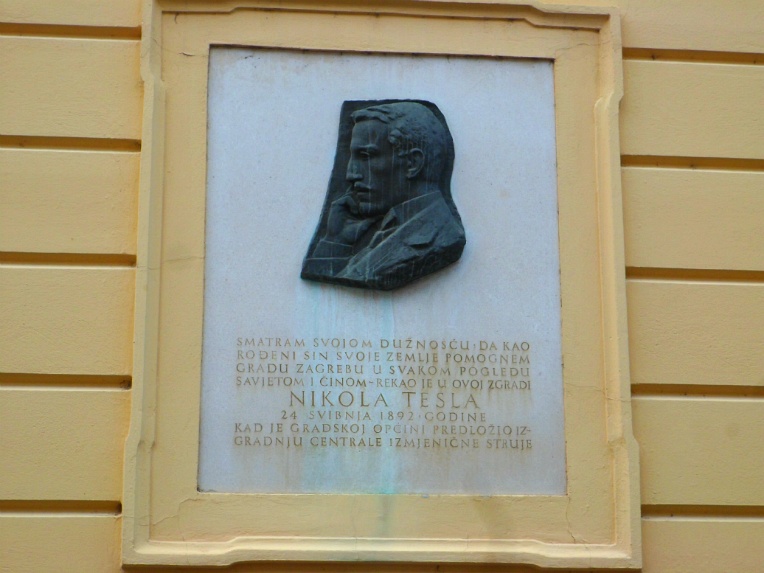 SMATRAM SVOJOM DUŽNOŠĆU · DA KAO
ROĐENI SIN SVOJE ZEMLJE POMOGNEM
GRADU ZAGREBU U SVAKOM POGLEDU
SAVJETOM I ČINOM - REKAO JE U OVOJ ZGRADI
NIKOLA TESLA
24 SVIBNJA 1892 · GODINE
KAD JE GRADSKOJ OPĆINI PREDLOŽIO IZ-
GRADNJU CENTRALE IZMJENIČNE STRUJE